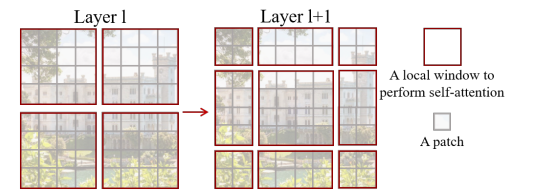 Layer l
Layer l+1
A local window to
perform self-attention
A patch